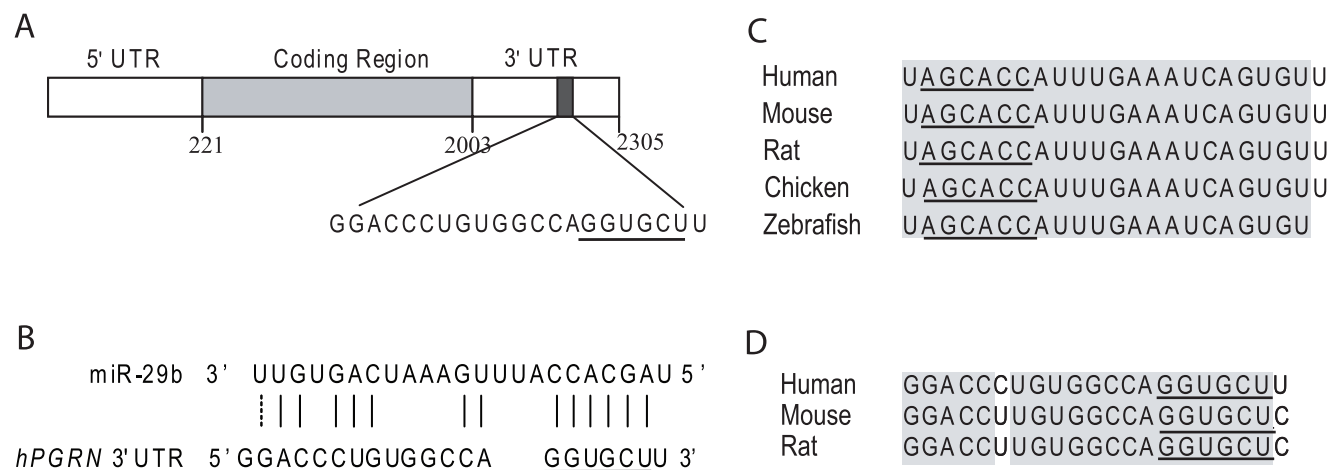 A
5' UTR Coding Region 3' UTR
221 2003 2305
GGACCCUGUGGCCAGGUGCUU
B
miR-29b 3' UUGUGACUAAAGUUUACCACGAU 5'
hPGRN 3'UTR 5' GGACCCUGUGGCCA GGUGCUU 3'
C
Human UAGCACCAUUUGAAAUCAGUGUU
Mouse UAGCACCAUUUGAAAUCAGUGUU
Rat UAGCACCAUUUGAAAUCAGUGUU
Chicken UAGCACCAUUUGAAAUCAGUGUU
Zebrafish UAGCACCAUUUGAAAUCAGUGU
D
Human GGACCCUGUGGCCAGGUGCUU
Mouse GGACCUUGUGGCCAGGUGCUC
Rat GGACCUUGUGGCCAGGUGCUC